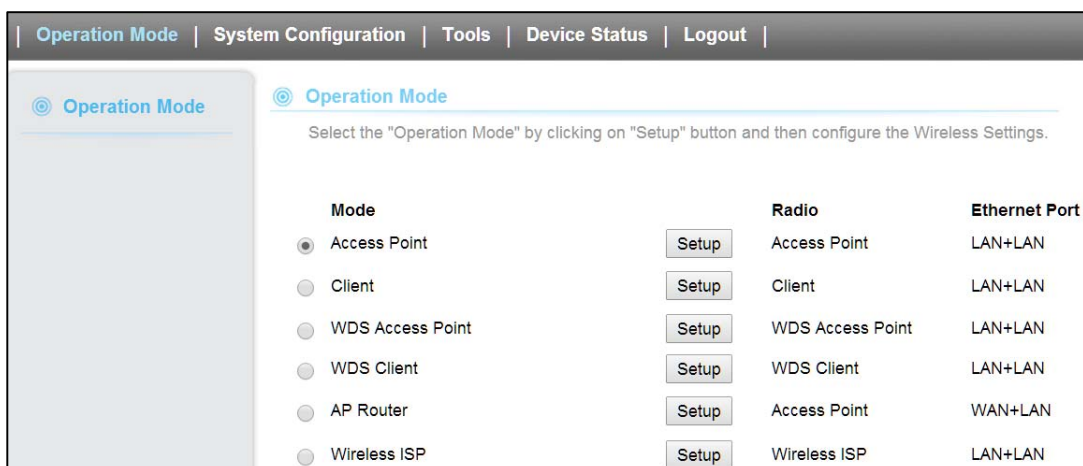 | Operation Mode | System Configuration | Tools | Device Status | Logout |
Operation Mode
Operation Mode
Select the "Operation Mode" by clicking on "Setup" button and then configure the Wireless Settings.
Mode Radio Ethernet Port
Access Point Setup Access Point LAN+LAN
Client Setup Client LAN+LAN
WDS Access Point Setup WDS Access Point LAN+LAN
WDS Client Setup WDS Client LAN+LAN
AP Router Setup Access Point WAN+LAN
Wireless ISP Setup Wireless ISP LAN+LAN